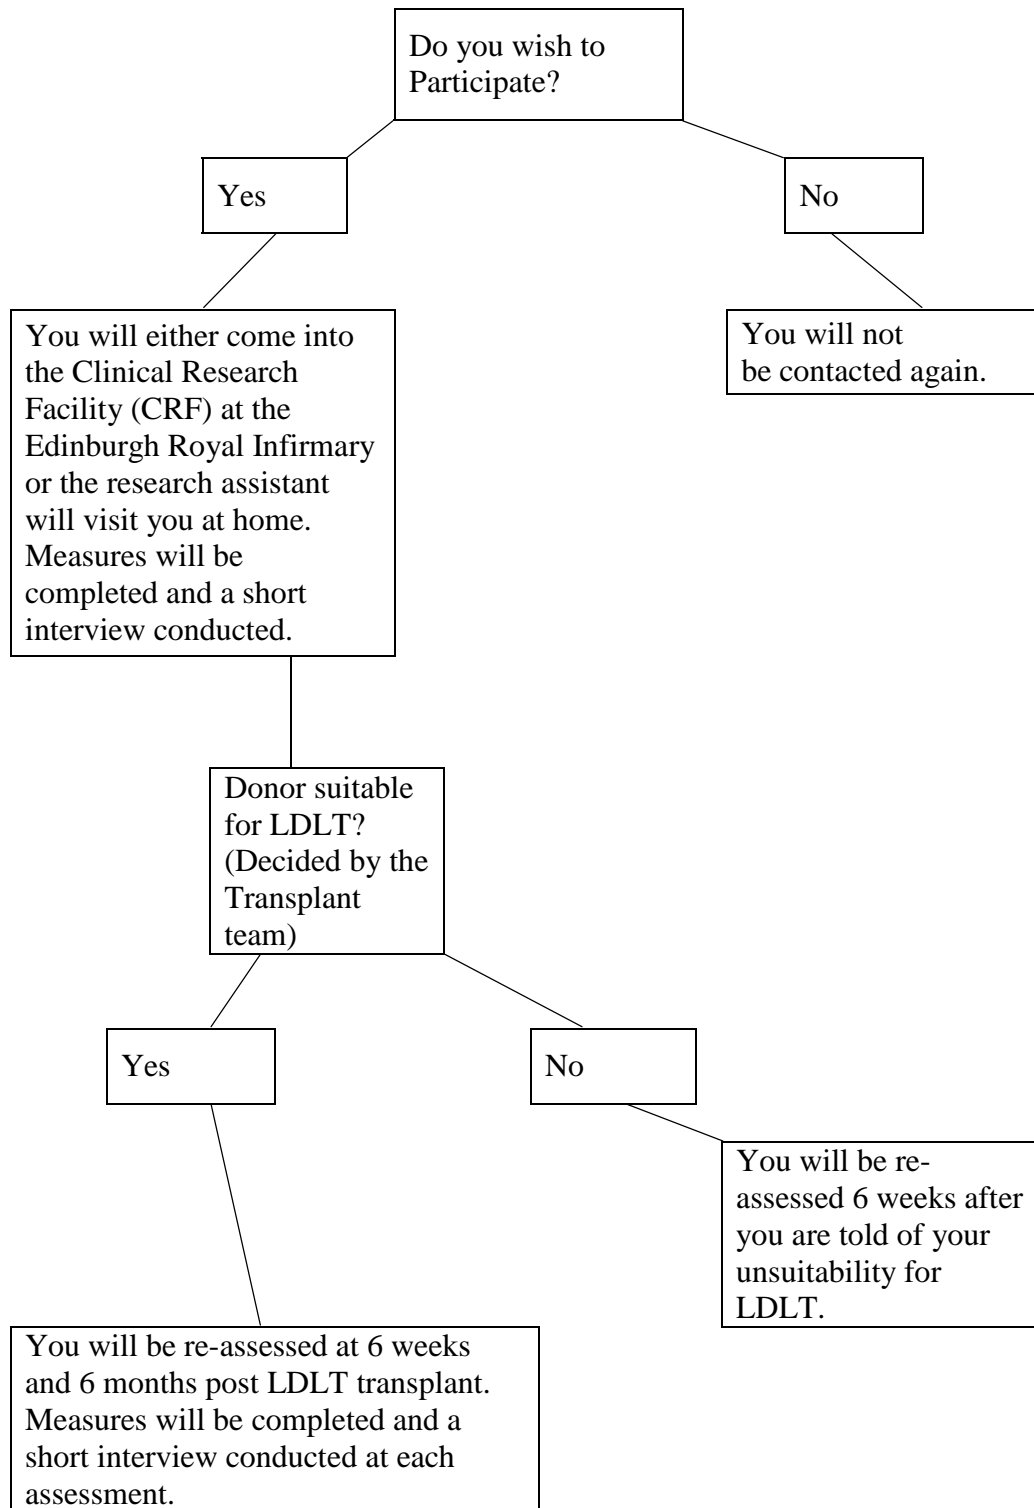 Do you wish to
Participate?
Yes
No
You will either come into
the Clinical Research
Facility (CRF) at the
Edinburgh Royal Infirmary
or the research assistant
will visit you at home.
Measures will be
completed and a short
interview conducted.
You will not
be contacted again.
Donor suitable
for LDLT?
(Decided by the
Transplant
team)
Yes
No
You will be re-
assessed 6 weeks after
you are told of your
unsuitability for
LDLT.
You will be re-assessed at 6 weeks
and 6 months post LDLT transplant.
Measures will be completed and a
short interview conducted at each
assessment.